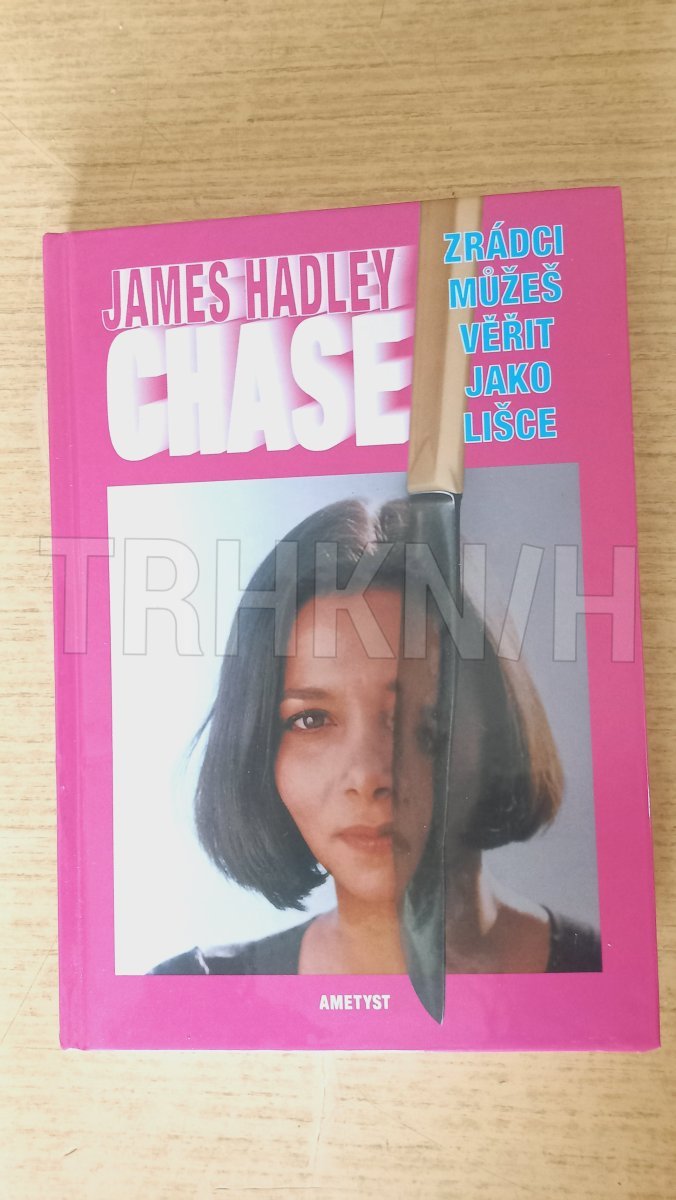 JAMES HADLEY
CHASE
ZRÁDCI
MŮŽEŠ
VĚŘIT
JAKO
LIŠCE
TRHKNIH
AMETYST